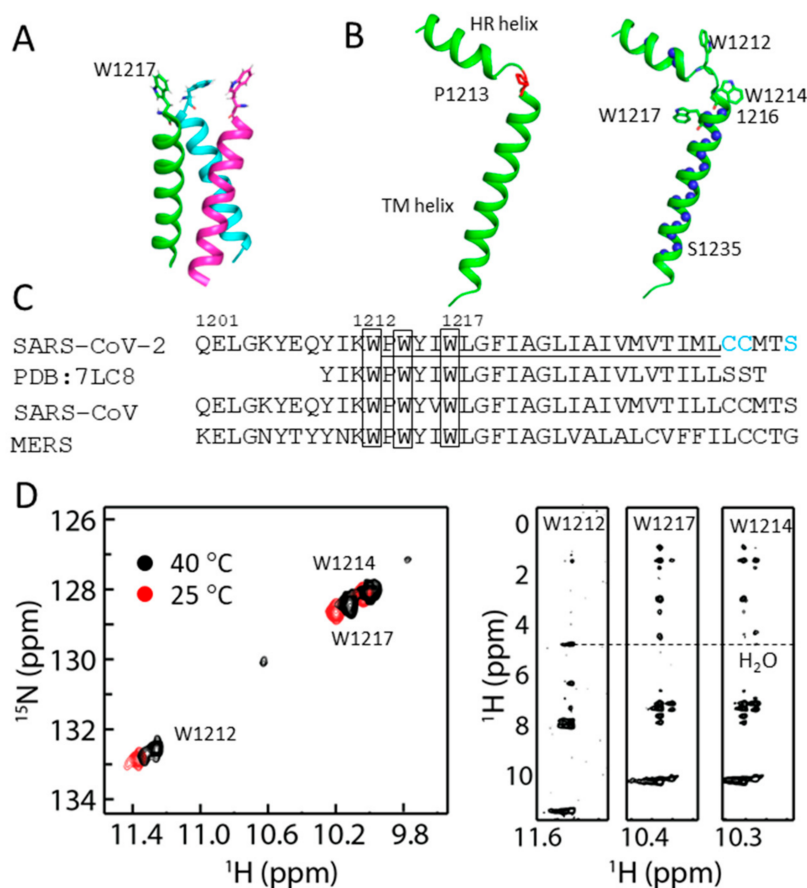 A
W1217
B
HR helix
P1213
TM helix
W1212
W1214
W1217
1216
S1235
C
1201 1212 1217
SARS-CoV-2 QELGKYEQYIKWPWYIWLGFIAGLIAIVMVTIMLCCMTS
PDB:7LC8 YIKWPWYIWLGFIAGLIAIVLVTILLSST
SARS-CoV QELGKYEQYIKWPWYVWLGFIAGLIAIVMVTILLCCMTS
MERS KELGNYTYYNKWPWYIWLGFIAGLVALALCVFFILCCTG
D
126
128
130
132
134
¹⁵N (ppm)
40 °C
25 °C
W1214
W1217
W1212
11.4 11.0 10.6 10.2 9.8
¹H (ppm)
0
2
4
6
8
10
¹H (ppm)
W1212 W1217 W1214
H₂O
11.6 10.4 10.3
¹H (ppm)